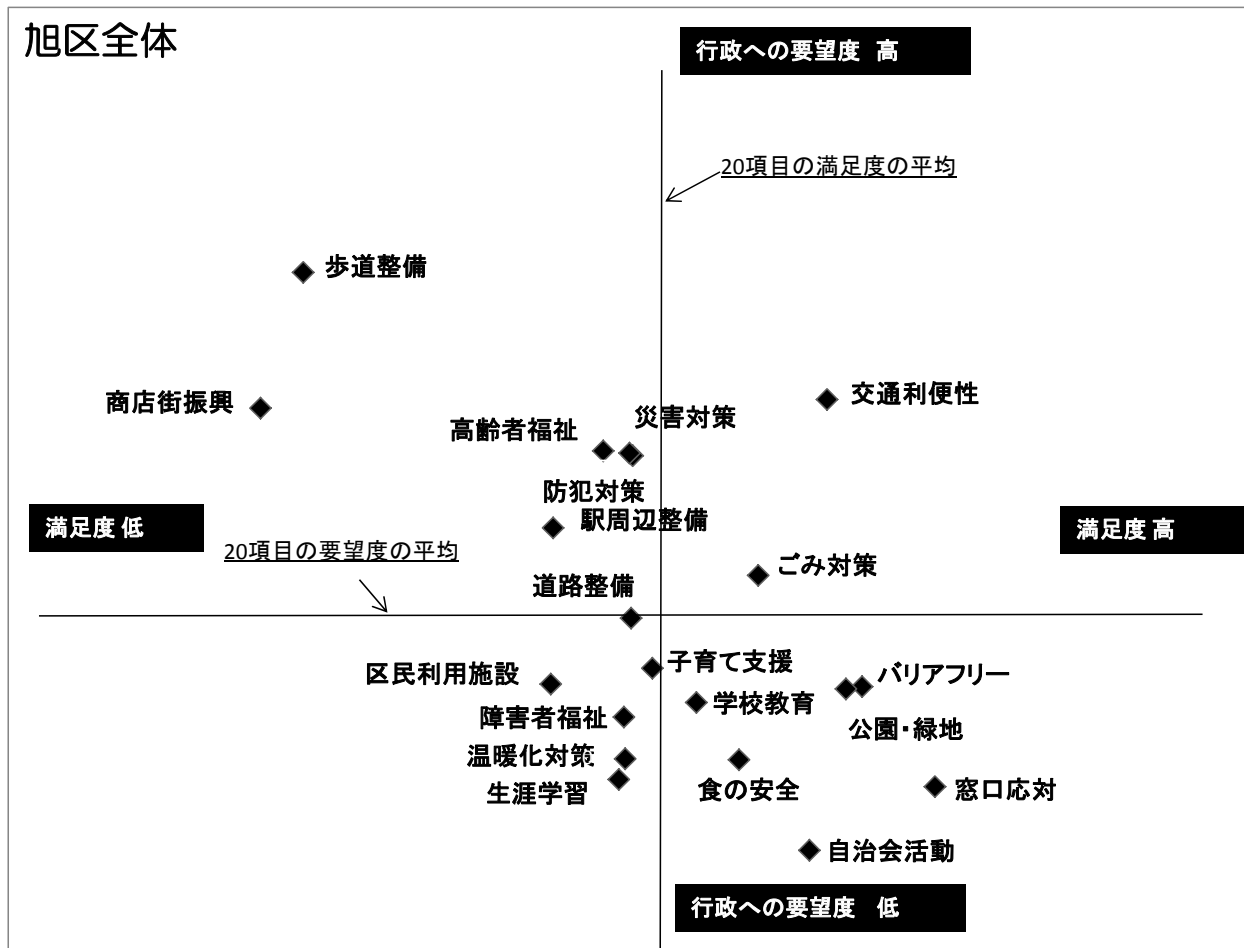 旭区全体
行政への要望度 高
20項目の満足度の平均
歩道整備
商店街振興
交通利便性
災害対策
高齢者福祉
防犯対策
駅周辺整備
満足度 低
満足度 高
20項目の要望度の平均
ごみ対策
道路整備
子育て支援
区民利用施設
バリアフリー
学校教育
障害者福祉
公園・緑地
温暖化対策
生涯学習
食の安全
窓口応対
自治会活動
行政への要望度 低